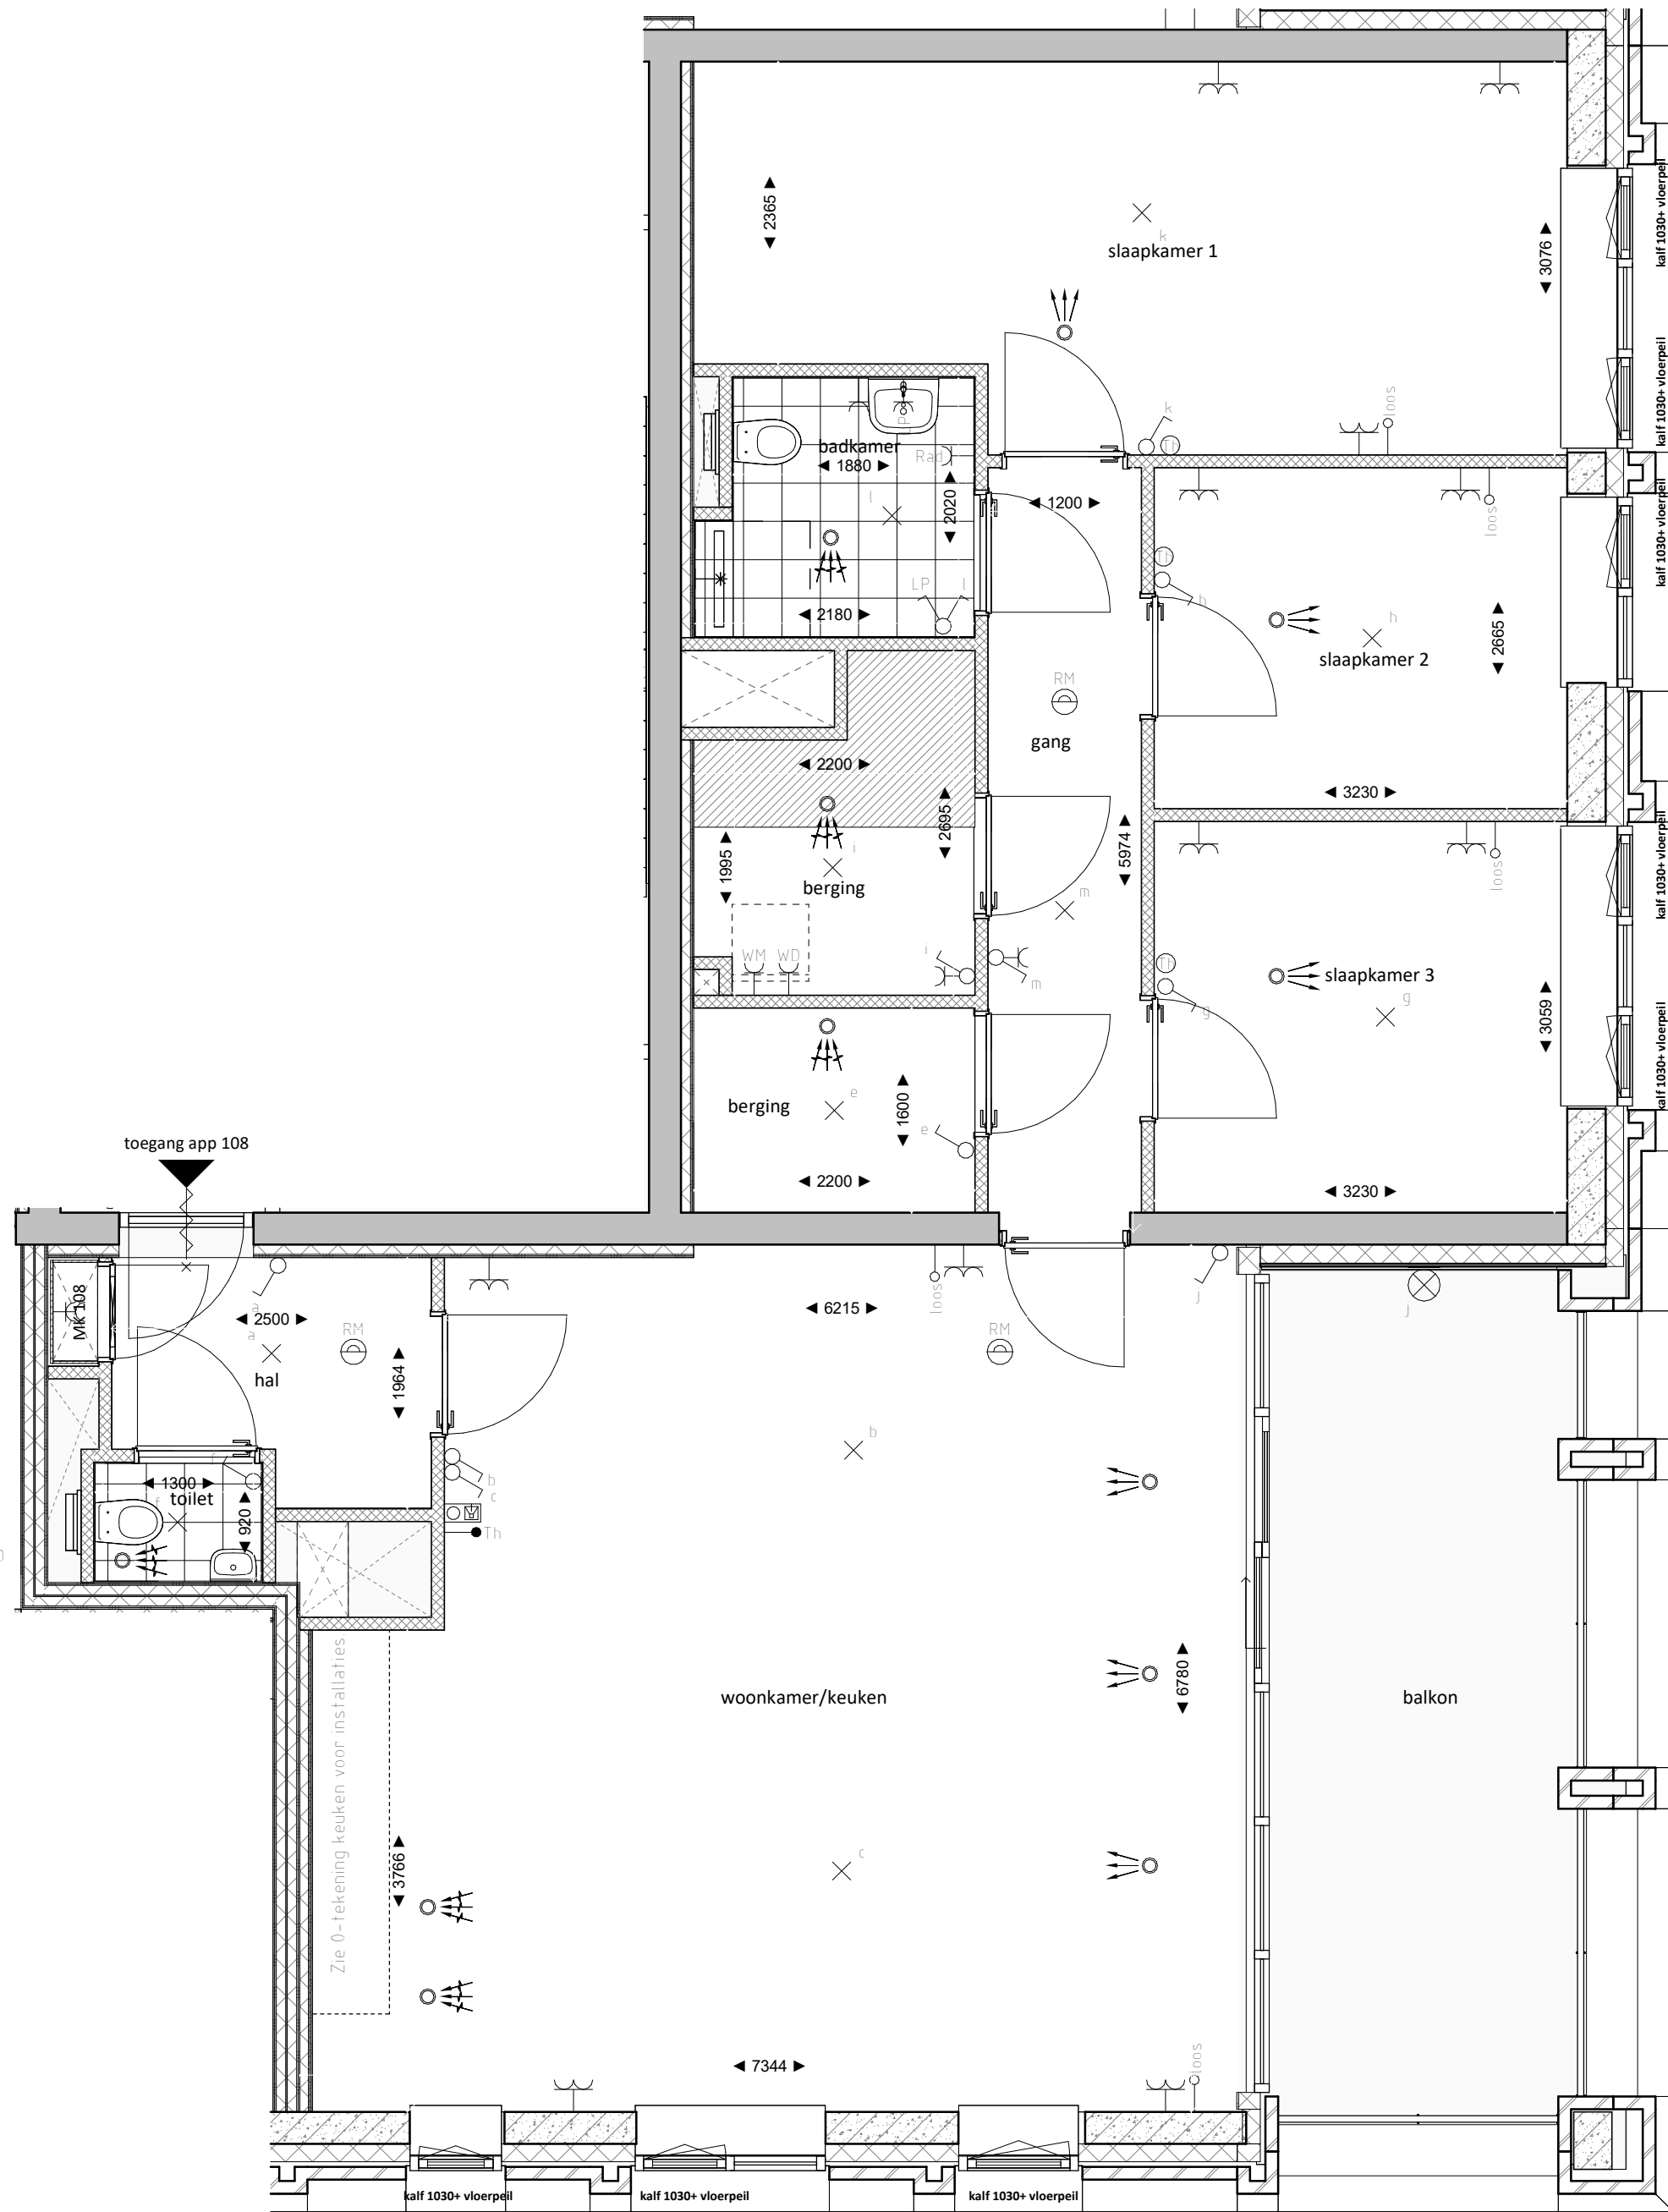 kalf 1030+ vloerpeil
◄ 2365 ►
◄ 3076 ►
k
slaapkamer 1
kalf 1030+ vloerpeil
loos
k
Th
badkamer
◄ 1880 ►
Rad
◄ 2020 ►
l
◄ 1200 ►
loos
kalf 1030+ vloerpeil
Th
h
LP
l
◄ 2180 ►
h
slaapkamer 2
◄ 2665 ►
RM
gang
◄ 2200 ►
◄ 3230 ►
◄ 2695 ►
◄ 1995 ►
i
berging
◄ 5974 ►
loos
kalf 1030+ vloerpeil
m
WM
WD
i
m
Th
g
slaapkamer 3
g
◄ 3059 ►
kalf 1030+ vloerpeil
berging
e
◄ 1600 ►
e
◄ 2200 ►
◄ 3230 ►
toegang app 108
MK 108
a
◄ 2500 ►
a
RM
hal
◄ 1964 ►
loos
◄ 6215 ►
RM
j
j
b
b
c
Th
◄ 1300 ►
toilet
f
◄ 920 ►
Zie 0-tekening keuken voor installaties
woonkamer/keuken
◄ 6780 ►
balkon
◄ 3766 ►
c
◄ 7344 ►
loos
kalf 1030+ vloerpeil
kalf 1030+ vloerpeil
kalf 1030+ vloerpeil